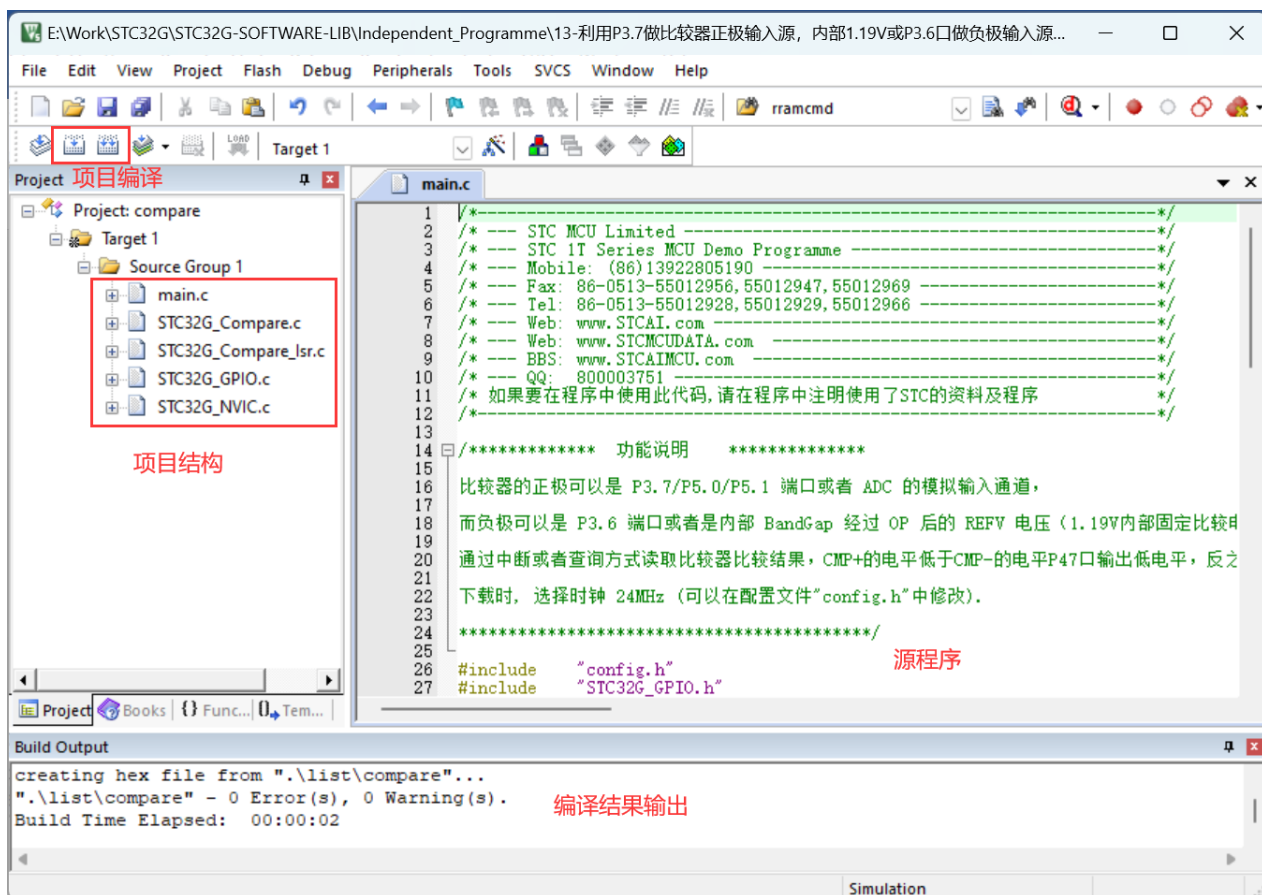 E:\Work\STC32G\STC32G-SOFTWARE-LIB\Independent_Programme\13-利用P3.7做比较器正极输入源，内部1.19V或P3.6口做负极输入源...
File Edit View Project Flash Debug Peripherals Tools SVCS Window Help
rramcmd
LOAD
Target 1
Project 项目编译
main.c
Project: compare
Target 1
Source Group 1
main.c
STC32G_Compare.c
STC32G_Compare_Isr.c
STC32G_GPIO.c
STC32G_NVIC.c
项目结构
1 /*---------------------------------------------------------------------*/
2 /* --- STC MCU Limited ------------------------------------------------*/
3 /* --- STC 1T Series MCU Demo Programme -------------------------------*/
4 /* --- Mobile: (86)13922805190 ----------------------------------------*/
5 /* --- Fax: 86-0513-55012956,55012947,55012969 ------------------------*/
6 /* --- Tel: 86-0513-55012928,55012929,55012966 ------------------------*/
7 /* --- Web: www.STCAI.com ---------------------------------------------*/
8 /* --- Web: www.STCMCUDATA.com  ---------------------------------------*/
9 /* --- BBS: www.STCAIMCU.com  -----------------------------------------*/
10 /* --- QQ:  800003751 -------------------------------------------------*/
11 /* 如果要在程序中使用此代码,请在程序中注明使用了STC的资料及程序            */
12 /*---------------------------------------------------------------------*/
13
14 /*************  功能说明    **************
15
16 比较器的正极可以是 P3.7/P5.0/P5.1 端口或者 ADC 的模拟输入通道，
17
18 而负极可以是 P3.6 端口或者是内部 BandGap 经过 OP 后的 REFV 电压（1.19V内部固定比较电
19
20 通过中断或者查询方式读取比较器比较结果，CMP+的电平低于CMP-的电平P47口输出低电平，反之
21
22 下载时, 选择时钟 24MHz (可以在配置文件"config.h"中修改).
23
24 ******************************************/
25
26 #include    "config.h"
27 #include    "STC32G_GPIO.h"
源程序
Project Books {} Func... Tem...
Build Output
creating hex file from ".\list\compare"...
".\list\compare" - 0 Error(s), 0 Warning(s).
Build Time Elapsed:  00:00:02
编译结果输出
Simulation